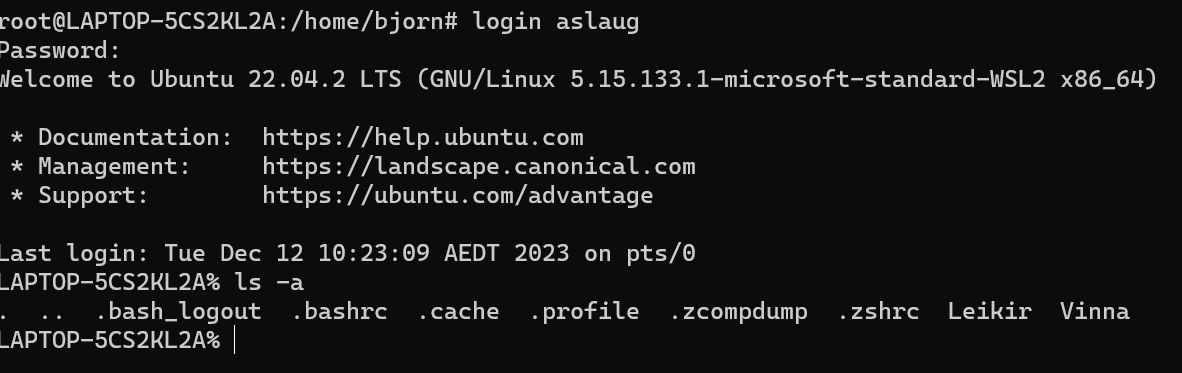 root@LAPTOP-5CS2KL2A:/home/bjorn# login aslaug
Password:
Welcome to Ubuntu 22.04.2 LTS (GNU/Linux 5.15.133.1-microsoft-standard-WSL2 x86_64)
* Documentation:  https://help.ubuntu.com
* Management:     https://landscape.canonical.com
* Support:        https://ubuntu.com/advantage
Last login: Tue Dec 12 10:23:09 AEDT 2023 on pts/0
LAPTOP-5CS2KL2A% ls -a
.  ..  .bash_logout  .bashrc  .cache  .profile  .zcompdump  .zshrc  Leikir  Vinna
LAPTOP-5CS2KL2A%